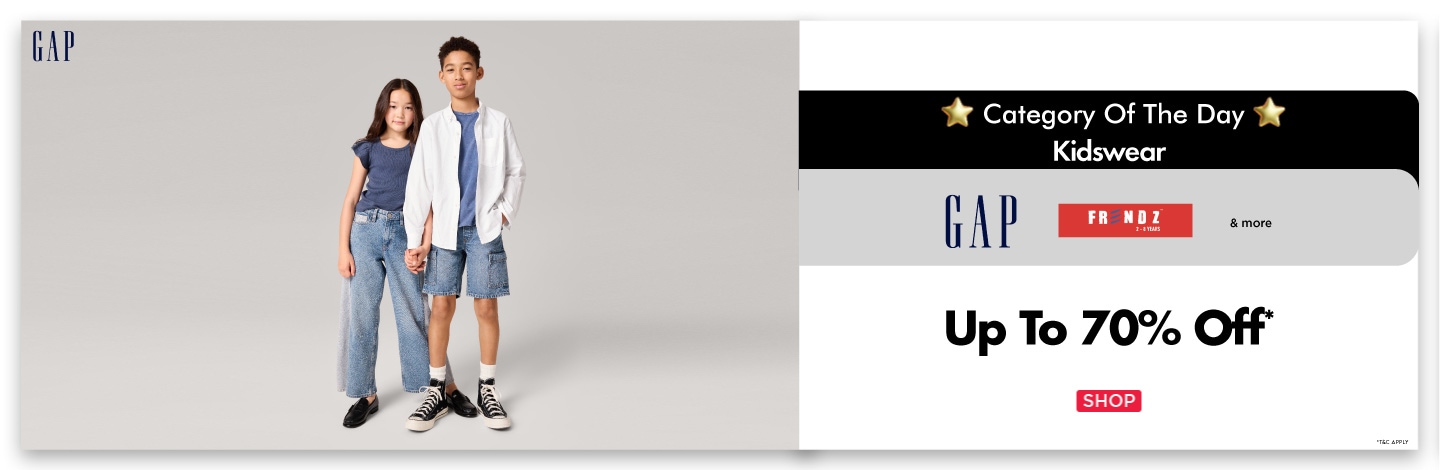 GAP
Category Of The Day
Kidswear
GAP
FRENDZ
2-8 YEARS
& more
Up To 70% Off*
SHOP
*T&C APPLY